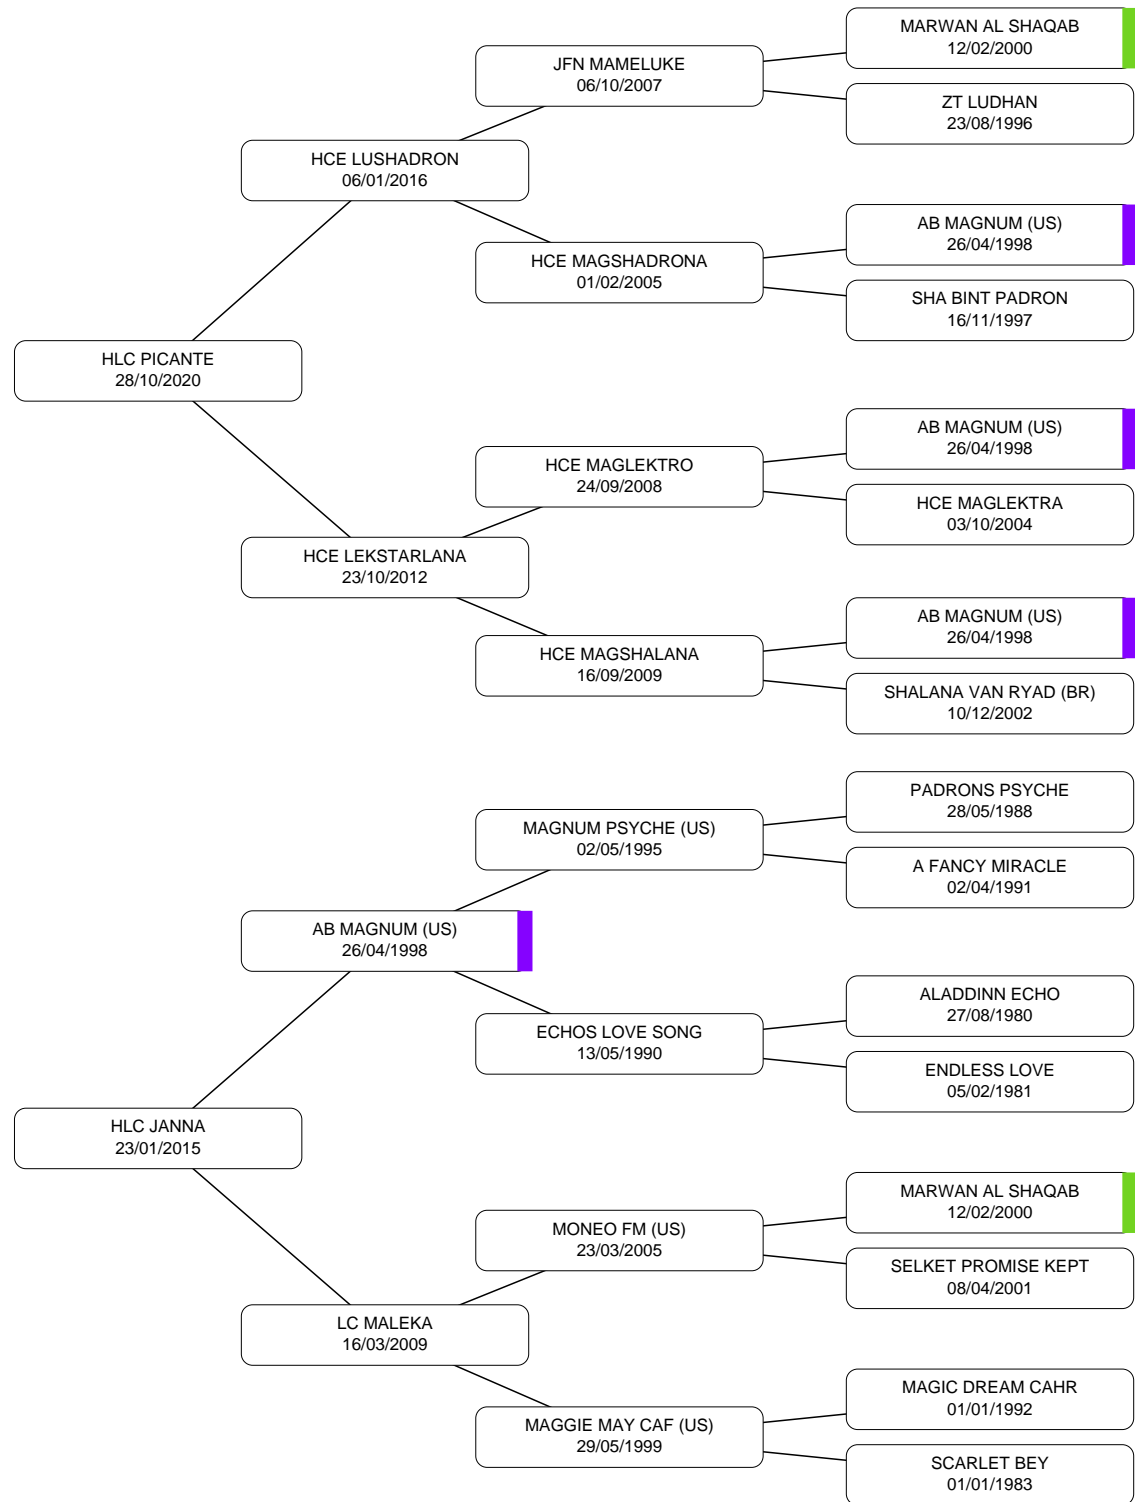 MARWAN AL SHAQAB
12/02/2000
JFN MAMELUKE
06/10/2007
ZT LUDHAN
23/08/1996
HCE LUSHADRON
06/01/2016
AB MAGNUM (US)
26/04/1998
HCE MAGSHADRONA
01/02/2005
SHA BINT PADRON
16/11/1997
HLC PICANTE
28/10/2020
AB MAGNUM (US)
26/04/1998
HCE MAGLEKTRO
24/09/2008
HCE MAGLEKTRA
03/10/2004
HCE LEKSTARLANA
23/10/2012
AB MAGNUM (US)
26/04/1998
HCE MAGSHALANA
16/09/2009
SHALANA VAN RYAD (BR)
10/12/2002
PADRONS PSYCHE
28/05/1988
MAGNUM PSYCHE (US)
02/05/1995
A FANCY MIRACLE
02/04/1991
AB MAGNUM (US)
26/04/1998
ALADDINN ECHO
27/08/1980
ECHOS LOVE SONG
13/05/1990
ENDLESS LOVE
05/02/1981
HLC JANNA
23/01/2015
MARWAN AL SHAQAB
12/02/2000
MONEO FM (US)
23/03/2005
SELKET PROMISE KEPT
08/04/2001
LC MALEKA
16/03/2009
MAGIC DREAM CAHR
01/01/1992
MAGGIE MAY CAF (US)
29/05/1999
SCARLET BEY
01/01/1983